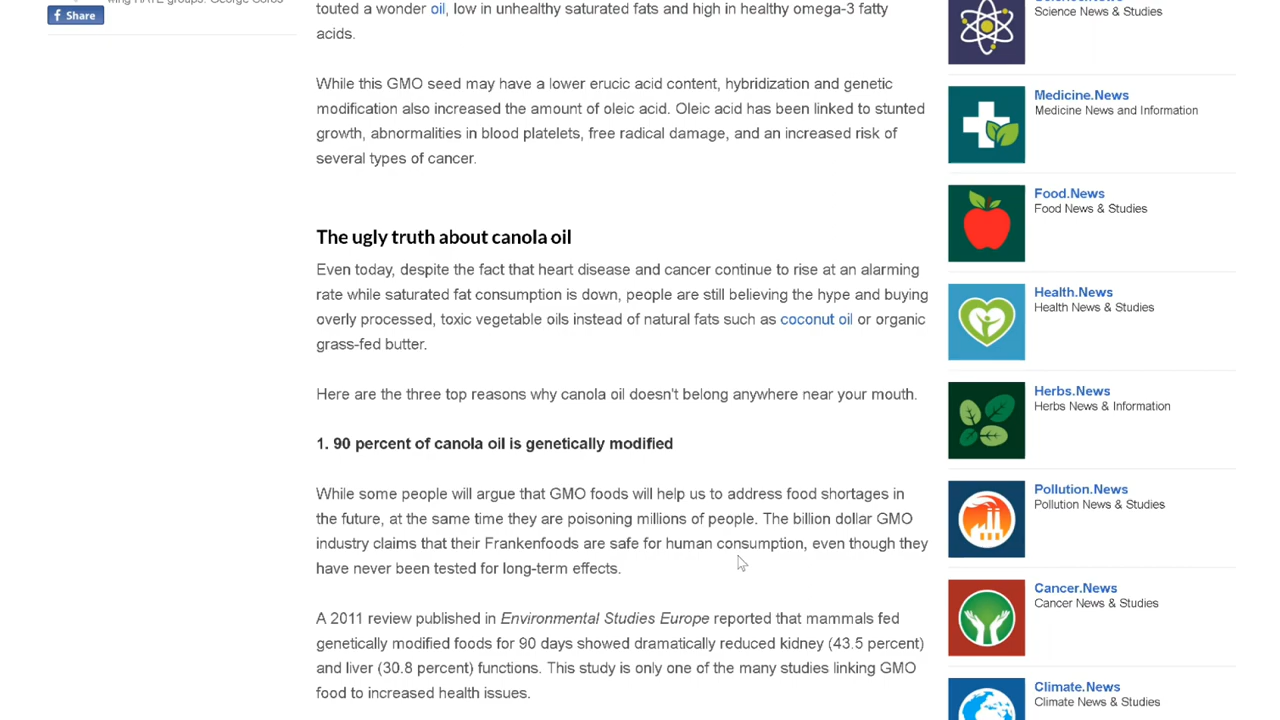 Share
touted a wonder oil, low in unhealthy saturated fats and high in healthy omega-3 fatty
acids.
While this GMO seed may have a lower erucic acid content, hybridization and genetic
modification also increased the amount of oleic acid. Oleic acid has been linked to stunted
growth, abnormalities in blood platelets, free radical damage, and an increased risk of
several types of cancer.
The ugly truth about canola oil
Even today, despite the fact that heart disease and cancer continue to rise at an alarming
rate while saturated fat consumption is down, people are still believing the hype and buying
overly processed, toxic vegetable oils instead of natural fats such as coconut oil or organic
grass-fed butter.
Here are the three top reasons why canola oil doesn't belong anywhere near your mouth.
1. 90 percent of canola oil is genetically modified
While some people will argue that GMO foods will help us to address food shortages in
the future, at the same time they are poisoning millions of people. The billion dollar GMO
industry claims that their Frankenfoods are safe for human consumption, even though they
have never been tested for long-term effects.
A 2011 review published in Environmental Studies Europe reported that mammals fed
genetically modified foods for 90 days showed dramatically reduced kidney (43.5 percent)
and liver (30.8 percent) functions. This study is only one of the many studies linking GMO
food to increased health issues.
Science News & Studies
Medicine.News
Medicine News and Information
Food.News
Food News & Studies
Health.News
Health News & Studies
Herbs.News
Herbs News & Information
Pollution.News
Pollution News & Studies
Cancer.News
Cancer News & Studies
Climate.News
Climate News & Studies